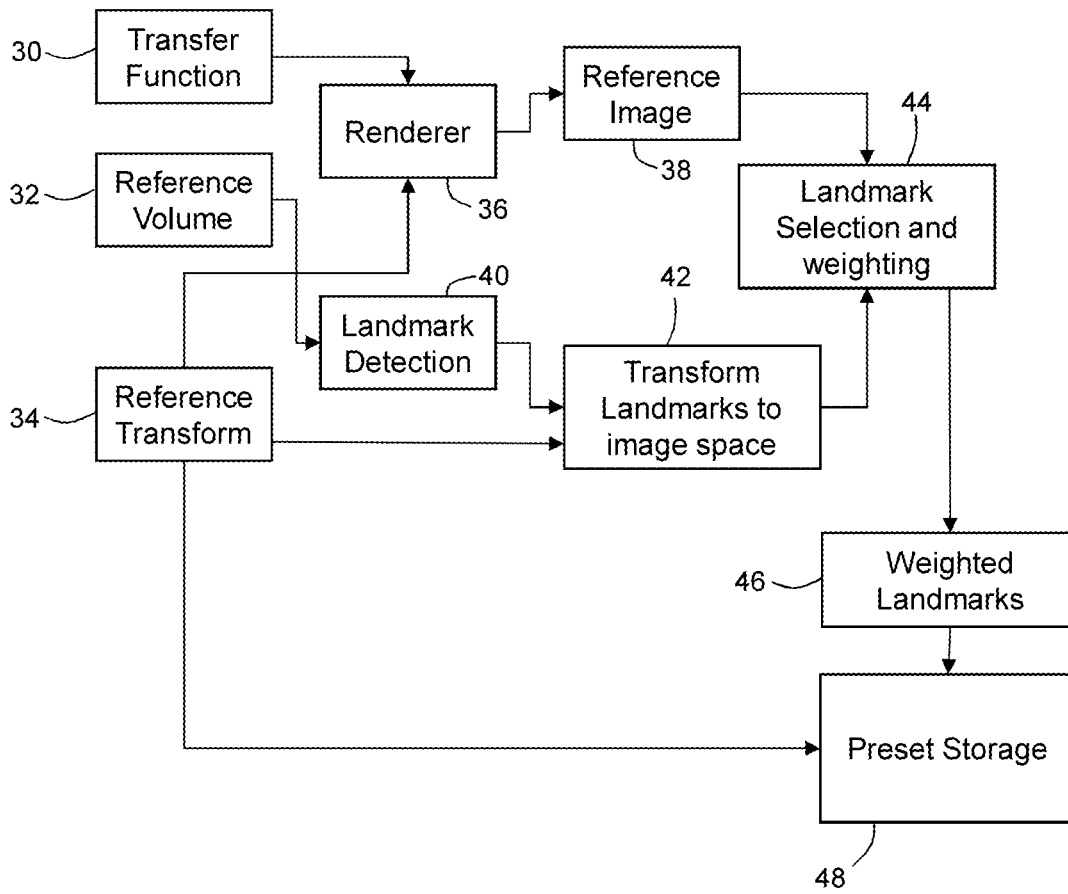 30
Transfer
Function
Reference
Image
38
44
Renderer
36
32
Reference
Volume
Landmark
Selection and
weighting
40
Landmark
Detection
42
Transform
Landmarks to
image space
34
Reference
Transform
46
Weighted
Landmarks
Preset Storage
48